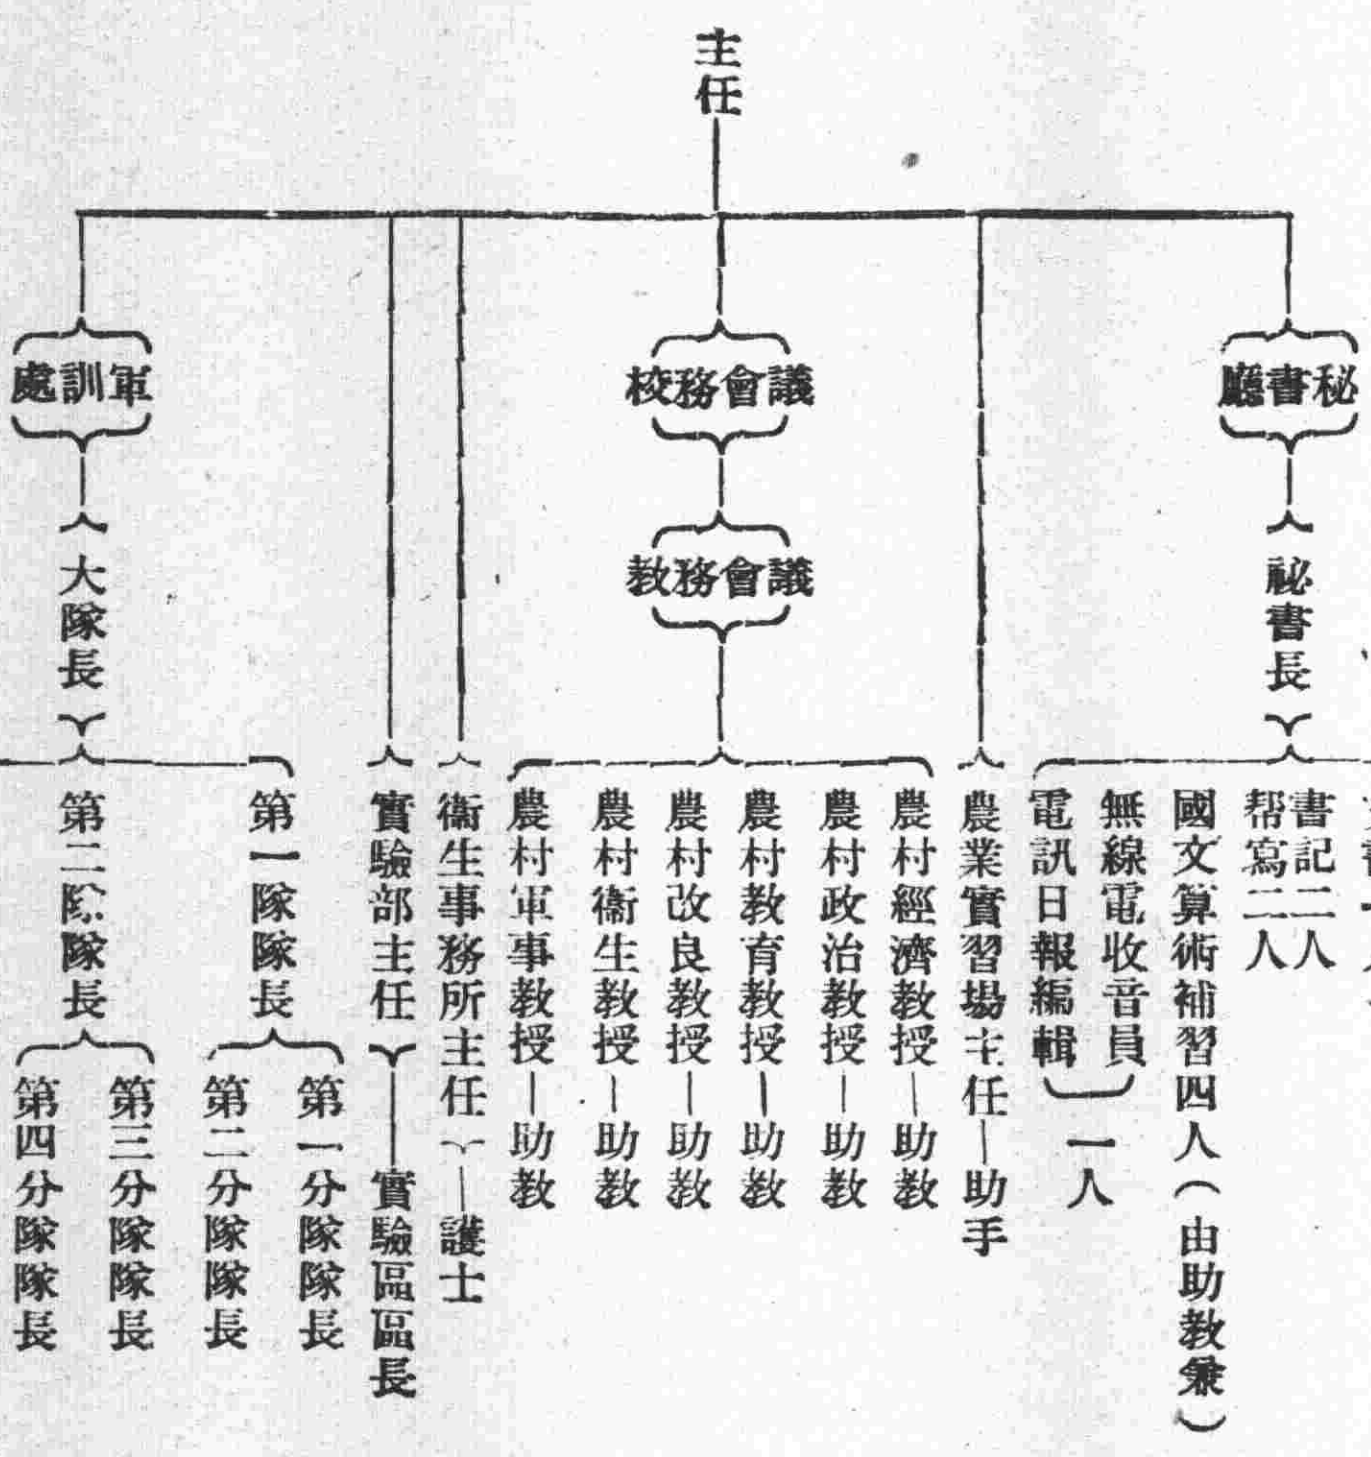 主任
秘書廳
校務會議
軍訓處
教務會議
祕書長
大隊長
書記二人
帮寫二人
國文算術補習四人(由助教兼)
無線電收音員
電訊日報編輯
一人
農業實習場主任—助手
農村經濟教授—助教
農村政治教授—助教
農村教育教授—助教
農村改良教授—助教
農村衞生教授—助教
農村軍事教授—助教
衞生事務所主任—護士
實驗部主任—實驗區區長
第一隊隊長
第一分隊隊長
第二分隊隊長
第二隊隊長
第三分隊隊長
第四分隊隊長